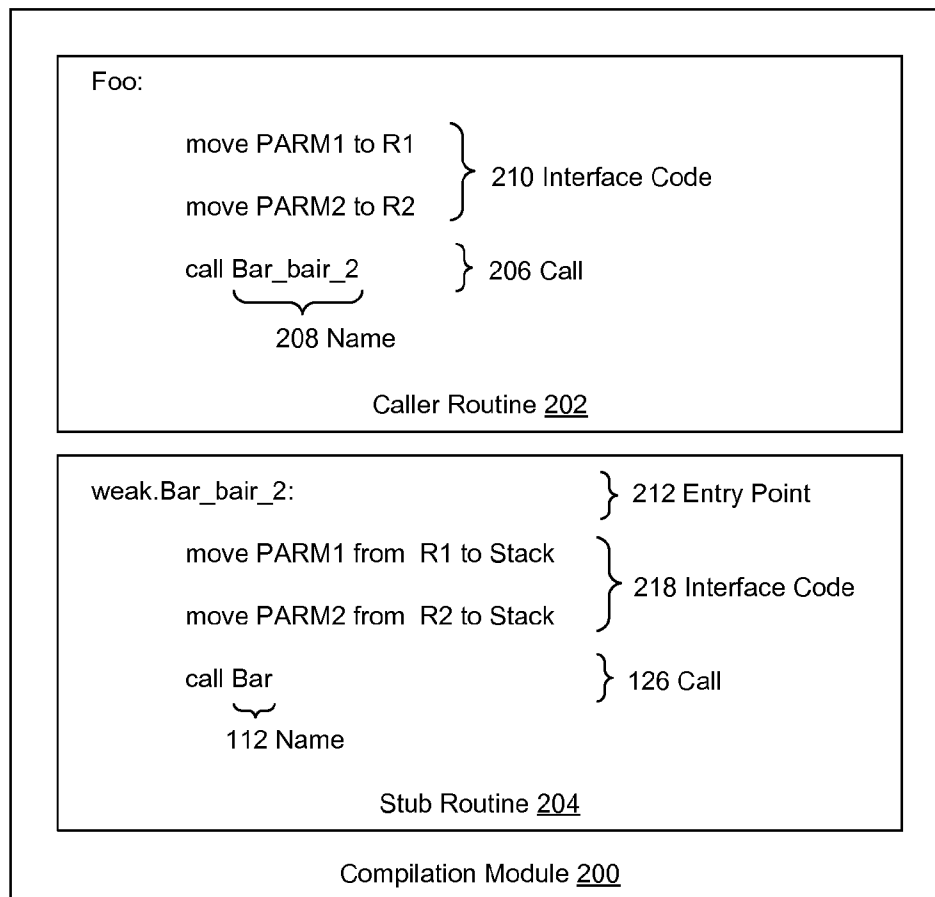 Foo:
move PARM1 to R1
move PARM2 to R2
210 Interface Code
call Bar_bair_2
206 Call
208 Name
Caller Routine 202
weak.Bar_bair_2:
212 Entry Point
move PARM1 from R1 to Stack
move PARM2 from R2 to Stack
218 Interface Code
call Bar
126 Call
112 Name
Stub Routine 204
Compilation Module 200